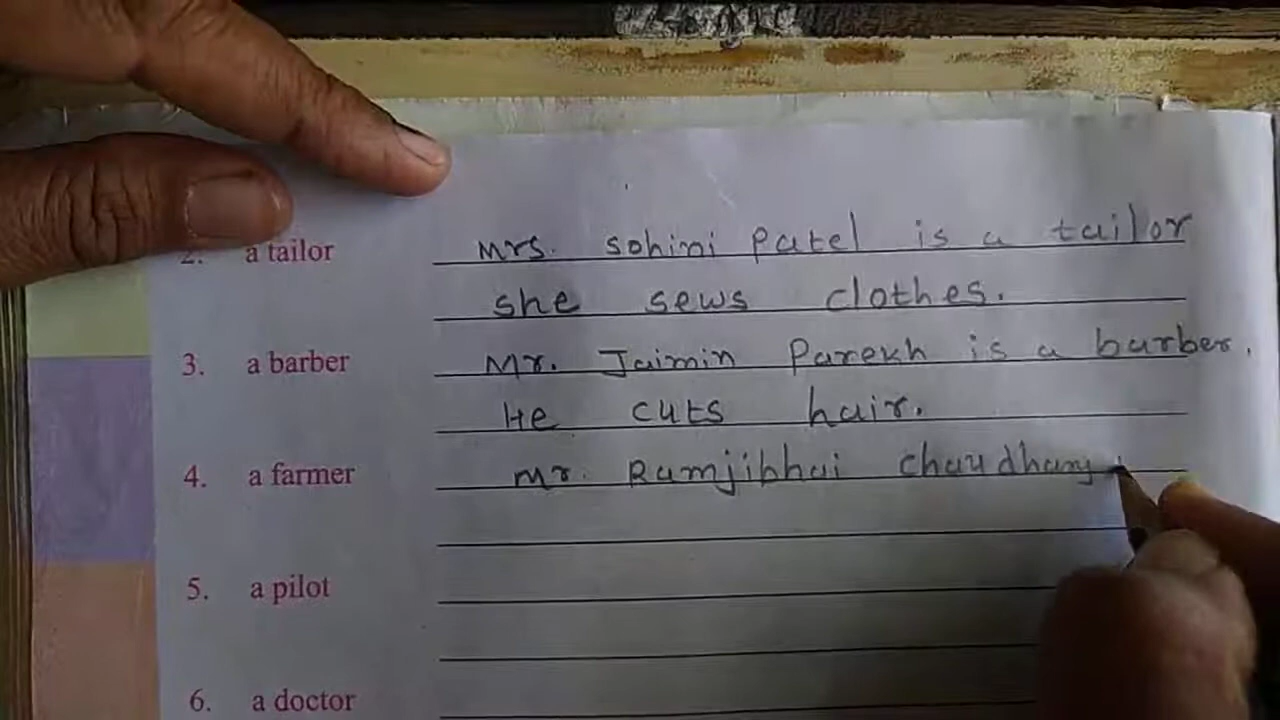 2. a tailor Mrs. sohini patel is a tailor
she sews clothes.
3. a barber Mr. Jaimin Parekh is a barber.
He cuts hair.
4. a farmer mr. Ramjibhai chaudhary
5. a pilot
6. a doctor